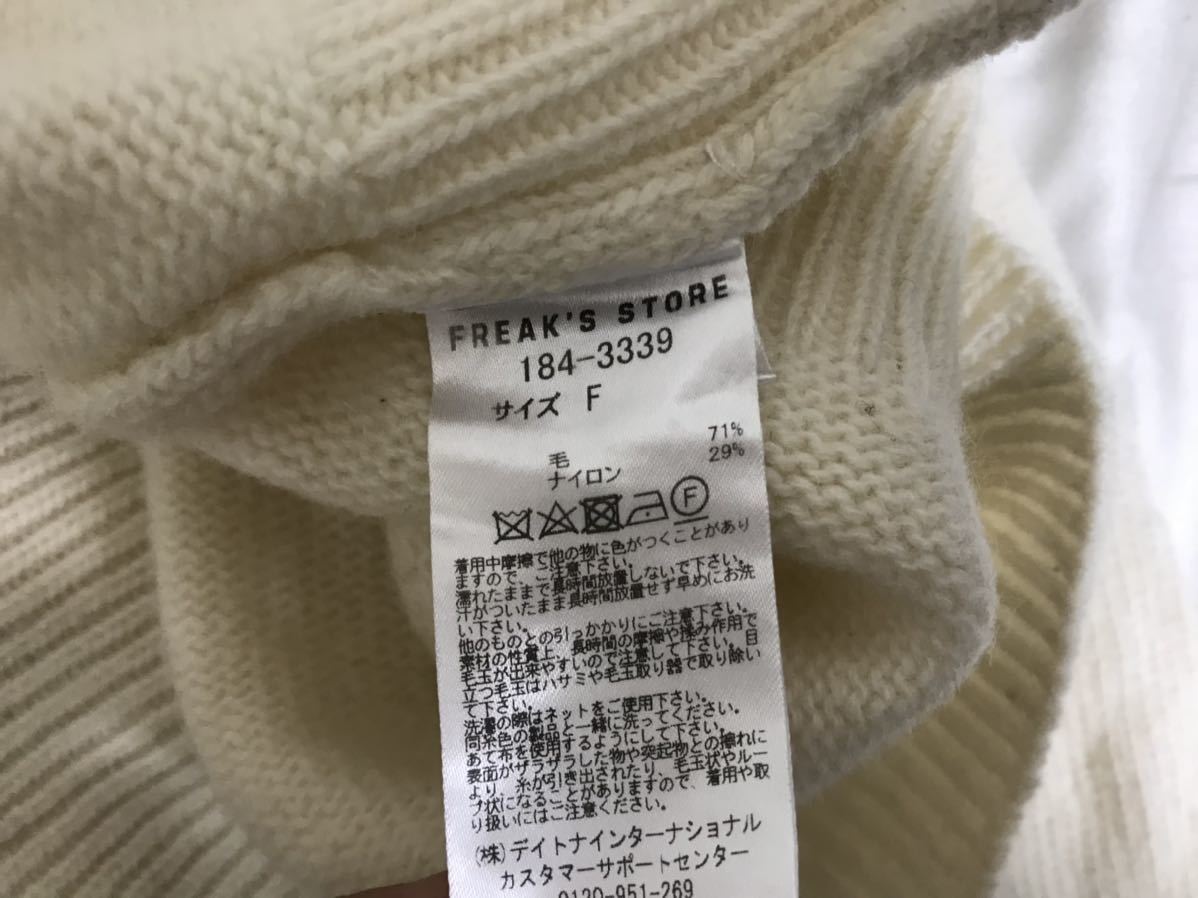 FREAK'S STORE
184-3339
サイズ F
毛 71%
ナイロン 29%
F
着用中摩擦で他の物に色がつくことがあり
ますので、ご注意下さい。
濡れたままで長時間放置しないで下さい。
汗がついたまま長時間放置せず早めにお洗
い下さい。
他のものとの引っかかりにご注意下さい。
素材の性質上、長時間の摩擦や揉み作用で
毛玉が出来やすいので注意して下さい。目
立つ毛玉はハサミや毛玉取り器で取り除い
て下さい。
洗濯の際はネットをご使用下さい。
同系色の製品と一緒に洗ってください。
あて布を使用するようにして下さい。
表面がザラザラした物や突起物との擦れに
より、糸が引き出されたり、毛玉状やルー
プ状になることがありますので、着用や取
り扱いにはご注意ください。
(株)デイトナインターナショナル
カスタマーサポートセンター
0120-951-269